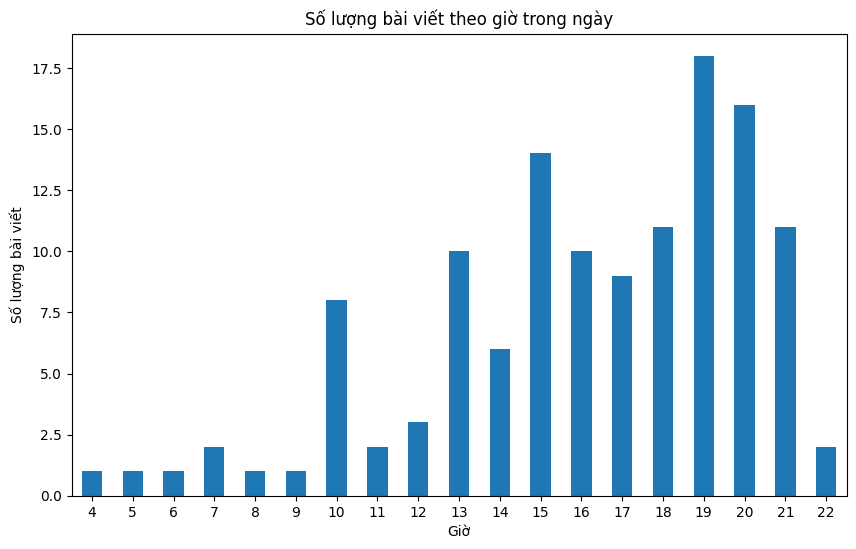 Số lượng bài viết theo giờ trong ngày
Số lượng bài viết
17.5
15.0
12.5
10.0
7.5
5.0
2.5
0.0
4 5 6 7 8 9 10 11 12 13 14 15 16 17 18 19 20 21 22
Giờ